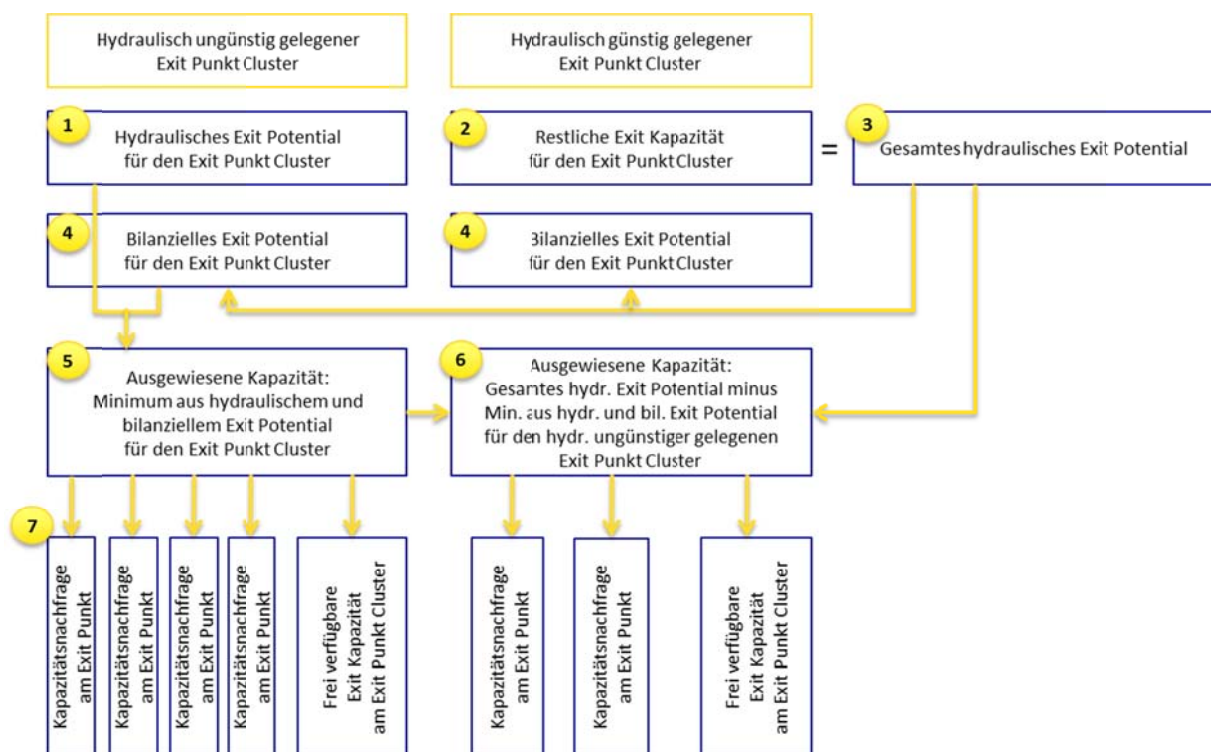 Hydraulisch ungünstig gelegener
Exit Punkt Cluster
Hydraulisch günstig gelegener
Exit Punkt Cluster
1
Hydraulisches Exit Potential
für den Exit Punkt Cluster
2
Restliche Exit Kapazität
für den Exit Punkt Cluster
=
3
Gesamtes hydraulisches Exit Potential
4
Bilanzielles Exit Potential
für den Exit Punkt Cluster
4
Bilanzielles Exit Potential
für den Exit Punkt Cluster
5
Ausgewiesene Kapazität:
Minimum aus hydraulischem und
bilanziellem Exit Potential
für den Exit Punkt Cluster
6
Ausgewiesene Kapazität:
Gesamtes hydr. Exit Potential minus
Min. aus hydr. und bil. Exit Potential
für den hydr. ungünstiger gelegenen
Exit Punkt Cluster
7
Kapazitätsnachfrage
am Exit Punkt
Kapazitätsnachfrage
am Exit Punkt
Kapazitätsnachfrage
am Exit Punkt
Kapazitätsnachfrage
am Exit Punkt
Frei verfügbare
Exit Kapazität
am Exit Punkt Cluster
Kapazitätsnachfrage
am Exit Punkt
Kapazitätsnachfrage
am Exit Punkt
Frei verfügbare
Exit Kapazität
am Exit Punkt Cluster